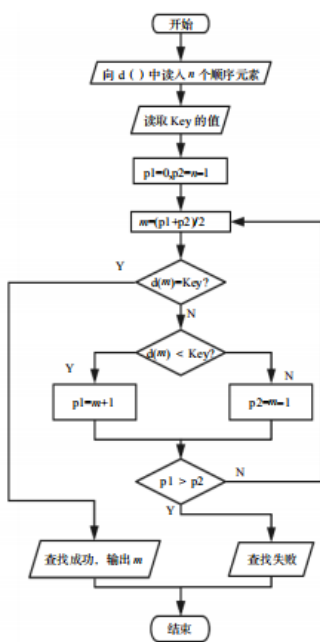 开始
向 d ( ) 中读入 n 个顺序元素
读取 Key 的值
p1=0,p2=n-1
m=(p1+p2)/2
Y
d(m)=Key?
N
d(m) < Key?
Y
N
p1=m+1
p2=m-1
p1 > p2
N
Y
查找成功，输出 m
查找失败
结束